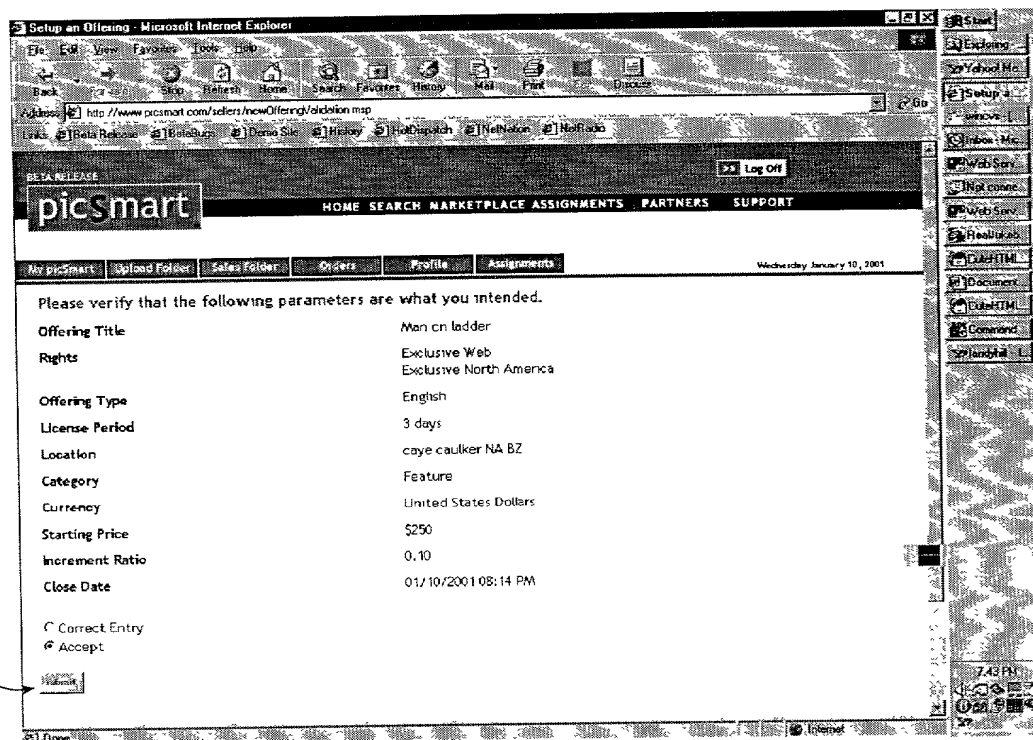 Setup an Offering - Microsoft Internet Explorer
File Edit View Favorites Tools Help
Back Stop Refresh Home Search Favorites History Mail Print Discuss
Address http://www.picsmart.com/sellers/newOfferingValidation.msp Go
Links Beta Release BetaBugs Demo Site History HotDispatch NetNation NetRadio
BETA RELEASE
>> Log Off
picSmart
HOME SEARCH MARKETPLACE ASSIGNMENTS PARTNERS SUPPORT
My picSmart Upload Folder Sales Folder Orders Profile Assignments
Wednesday January 10, 2001
Please verify that the following parameters are what you intended.
Offering Title Man on ladder
Rights Exclusive Web
Exclusive North America
Offering Type English
License Period 3 days
Location caye caulker NA BZ
Category Feature
Currency United States Dollars
Starting Price $250
Increment Ratio 0.10
Close Date 01/10/2001 08:14 PM
Correct Entry
Accept
Submit
Done
Internet
Start
Exploring
Yahoo! Me...
Setup a...
Inbox - Mic...
Web Serv...
Not conne...
Web Serv...
RealJukeb...
CuteHTML...
Document...
CuteHTM...
Command...
7:43 PM